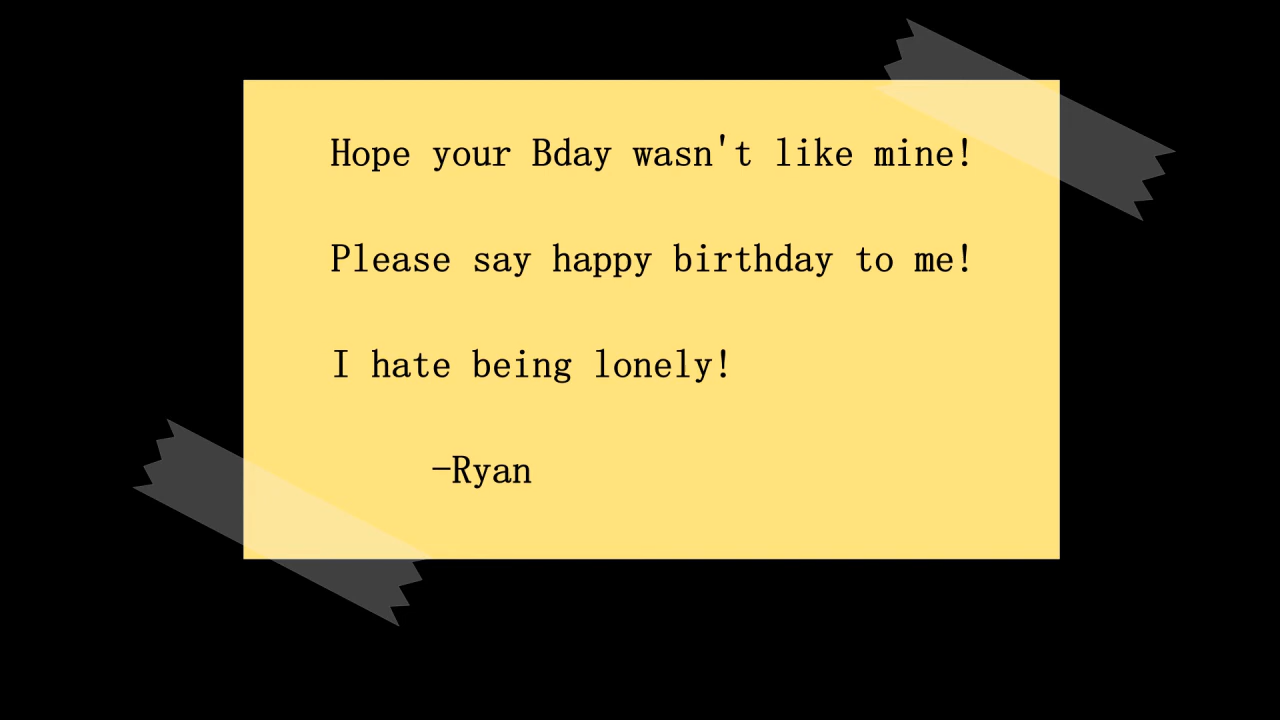 Hope your Bday wasn't like mine!
Please say happy birthday to me!
I hate being lonely!
-Ryan